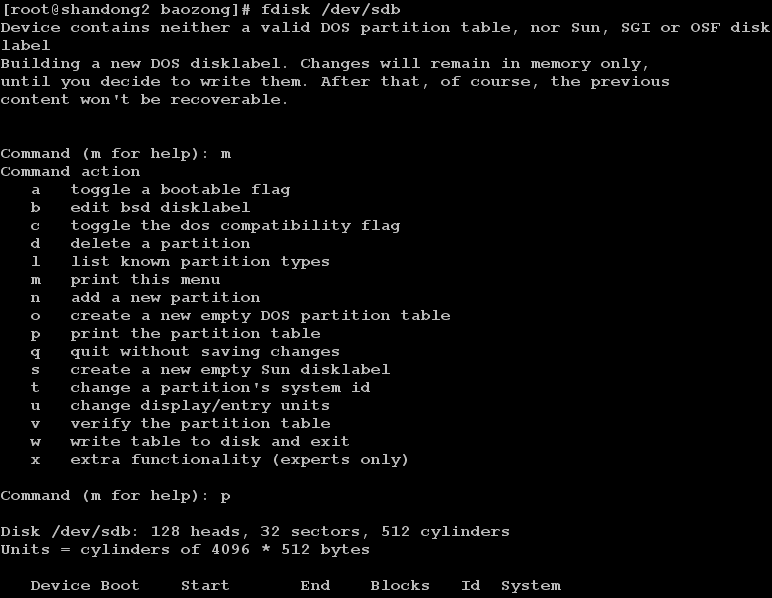 [root@shandong2 baozong]# fdisk /dev/sdb
Device contains neither a valid DOS partition table, nor Sun, SGI or OSF disk
label
Building a new DOS disklabel. Changes will remain in memory only,
until you decide to write them. After that, of course, the previous
content won't be recoverable.
Command (m for help): m
Command action
a   toggle a bootable flag
b   edit bsd disklabel
c   toggle the dos compatibility flag
d   delete a partition
l   list known partition types
m   print this menu
n   add a new partition
o   create a new empty DOS partition table
p   print the partition table
q   quit without saving changes
s   create a new empty Sun disklabel
t   change a partition's system id
u   change display/entry units
v   verify the partition table
w   write table to disk and exit
x   extra functionality (experts only)
Command (m for help): p
Disk /dev/sdb: 128 heads, 32 sectors, 512 cylinders
Units = cylinders of 4096 * 512 bytes
Device Boot    Start       End    Blocks   Id  System